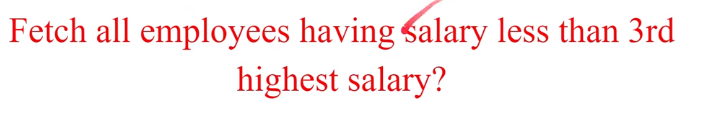 Fetch all employees having salary less than 3rd
highest salary?